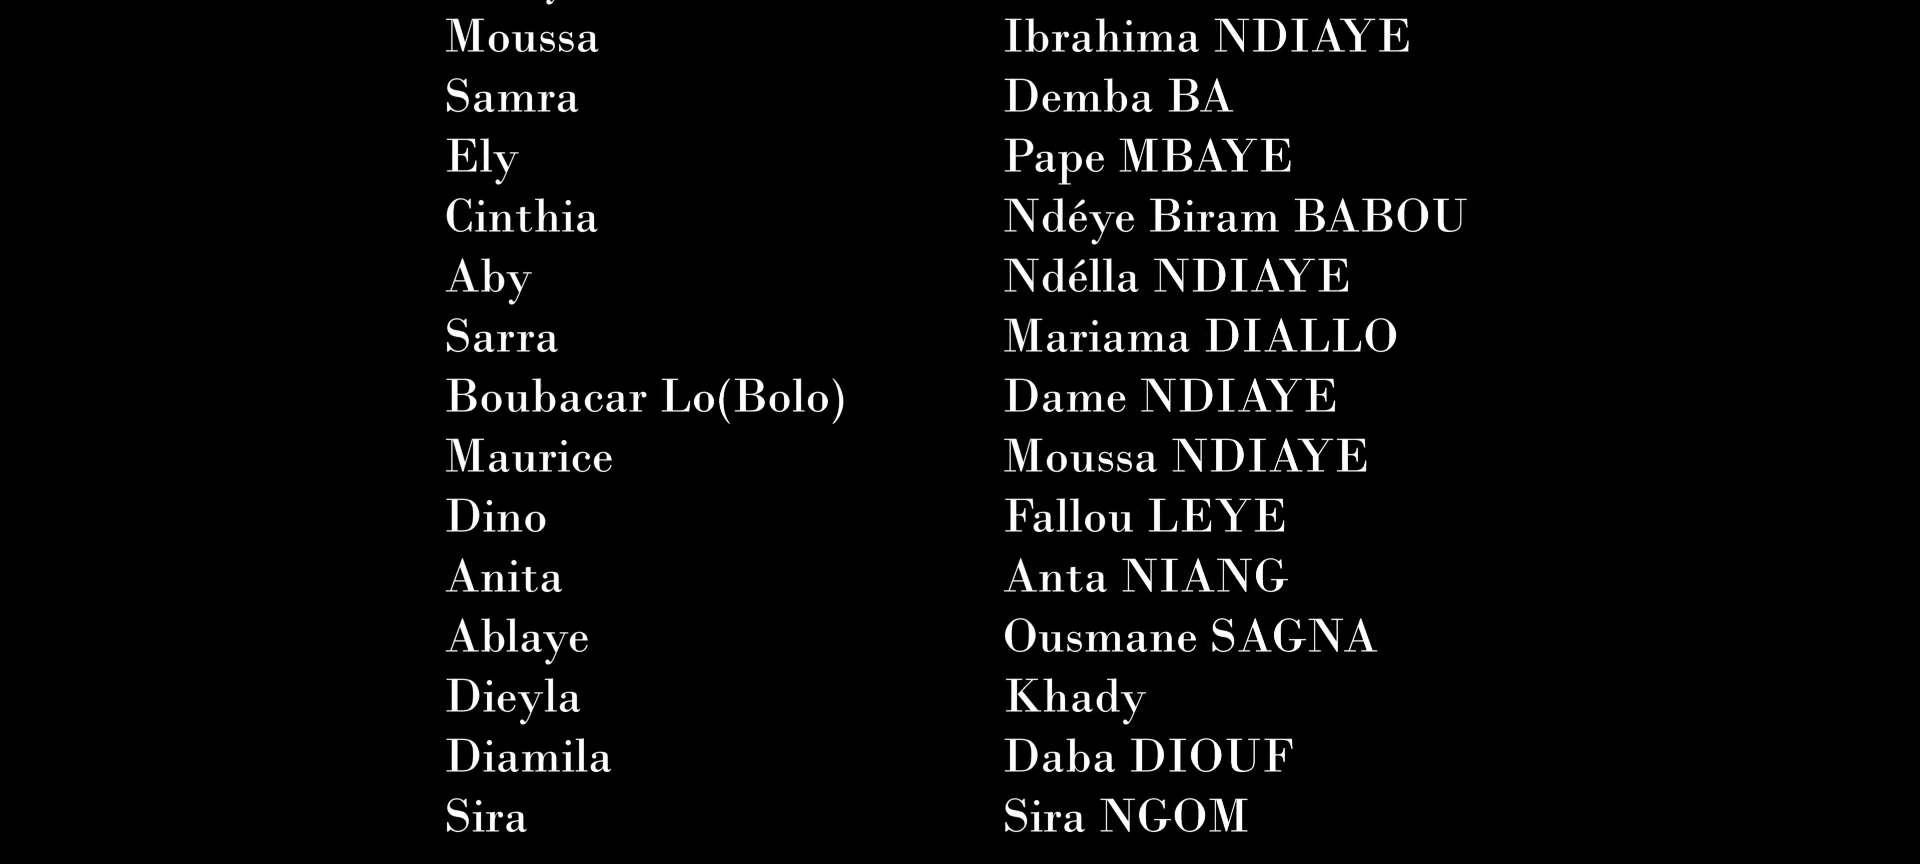 Moussa Ibrahima NDIAYE
Samra Demba BA
Ely Pape MBAYE
Cinthia Ndéye Biram BABOU
Aby Ndélla NDIAYE
Sarra Mariama DIALLO
Boubacar Lo(Bolo) Dame NDIAYE
Maurice Moussa NDIAYE
Dino Fallou LEYE
Anita Anta NIANG
Ablaye Ousmane SAGNA
Dieyla Khady
Diamila Daba DIOUF
Sira Sira NGOM